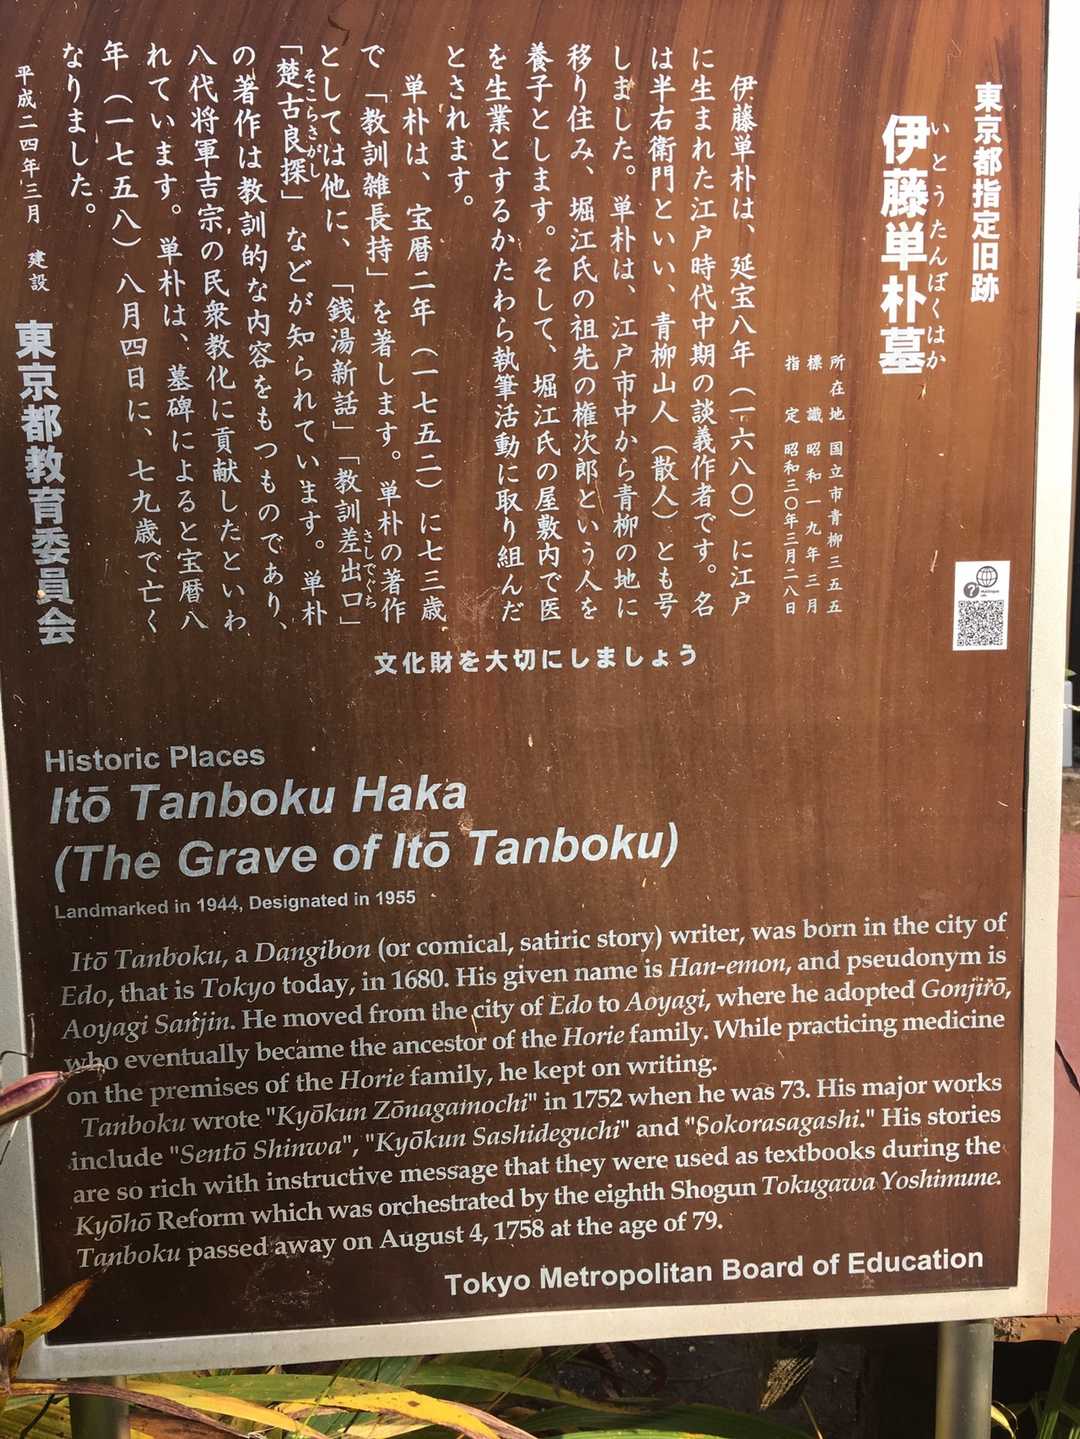 東京都指定旧跡
伊藤単朴墓
いとうたんぼくはか
所在地 国立市青柳三五五
標識 昭和一九年三月
指定 昭和三〇年三月二八日
伊藤単朴は、延宝八年（一六八〇）に江戸
に生まれた江戸時代中期の談義作者です。名
は半右衛門といい、青柳山人（散人）とも号
しました。単朴は、江戸市中から青柳の地に
移り住み、堀江氏の祖先の権次郎という人を
養子とします。そして、堀江氏の屋敷内で医
を生業とするかたわら執筆活動に取り組んだ
とされます。
単朴は、宝暦二年（一七五二）に七三歳
で「教訓雑長持」を著します。単朴の著作
としては他に、「銭湯新話」「教訓差出口」
さしでぐち
「楚古良探」などが知られています。単朴
そこらさがし
の著作は教訓的な内容をもつものであり、
八代将軍吉宗の民衆教化に貢献したといわ
れています。単朴は、墓碑によると宝暦八
年（一七五八）八月四日に、七九歳で亡く
なりました。
平成二四年三月 建設
東京都教育委員会
文化財を大切にしましょう
Historic Places
Itō Tanboku Haka
(The Grave of Itō Tanboku)
Landmarked in 1944, Designated in 1955
Itō Tanboku, a Dangibon (or comical, satiric story) writer, was born in the city of
Edo, that is Tokyo today, in 1680. His given name is Han-emon, and pseudonym is
Aoyagi Sanjin. He moved from the city of Edo to Aoyagi, where he adopted Gonjirō,
who eventually became the ancestor of the Horie family. While practicing medicine
on the premises of the Horie family, he kept on writing.
Tanboku wrote "Kyōkun Zōnagamochi" in 1752 when he was 73. His major works
include "Sentō Shinwa", "Kyōkun Sashideguchi" and "Sokorasagashi." His stories
are so rich with instructive message that they were used as textbooks during the
Kyōhō Reform which was orchestrated by the eighth Shogun Tokugawa Yoshimune.
Tanboku passed away on August 4, 1758 at the age of 79.
Tokyo Metropolitan Board of Education